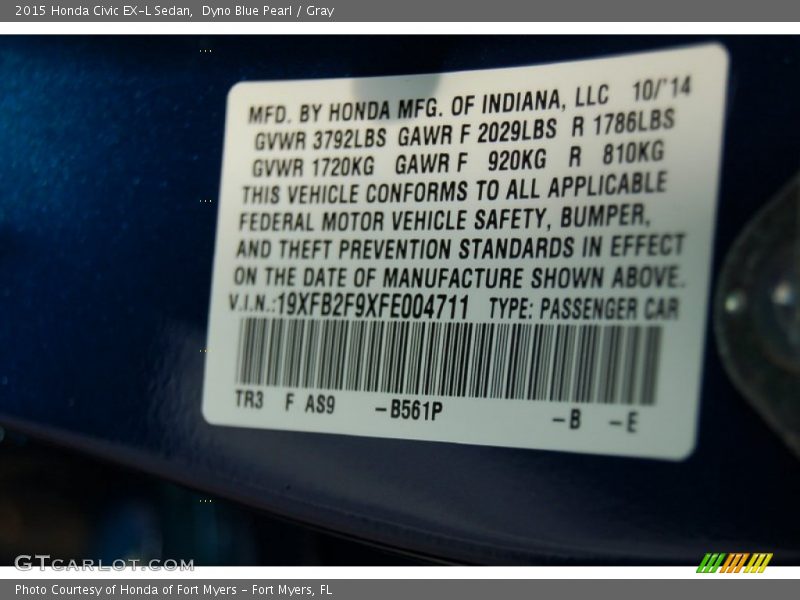 2015 Honda Civic EX-L Sedan, Dyno Blue Pearl / Gray
MFD. BY HONDA MFG. OF INDIANA, LLC 10/'14
GVWR 3792LBS GAWR F 2029LBS R 1786LBS
GVWR 1720KG GAWR F 920KG R 810KG
THIS VEHICLE CONFORMS TO ALL APPLICABLE
FEDERAL MOTOR VEHICLE SAFETY, BUMPER,
AND THEFT PREVENTION STANDARDS IN EFFECT
ON THE DATE OF MANUFACTURE SHOWN ABOVE.
V.I.N.:19XFB2F9XFE004711 TYPE: PASSENGER CAR
TR3 F AS9 -B561P -B -E
GTCARLOT.COM
Photo Courtesy of Honda of Fort Myers - Fort Myers, FL